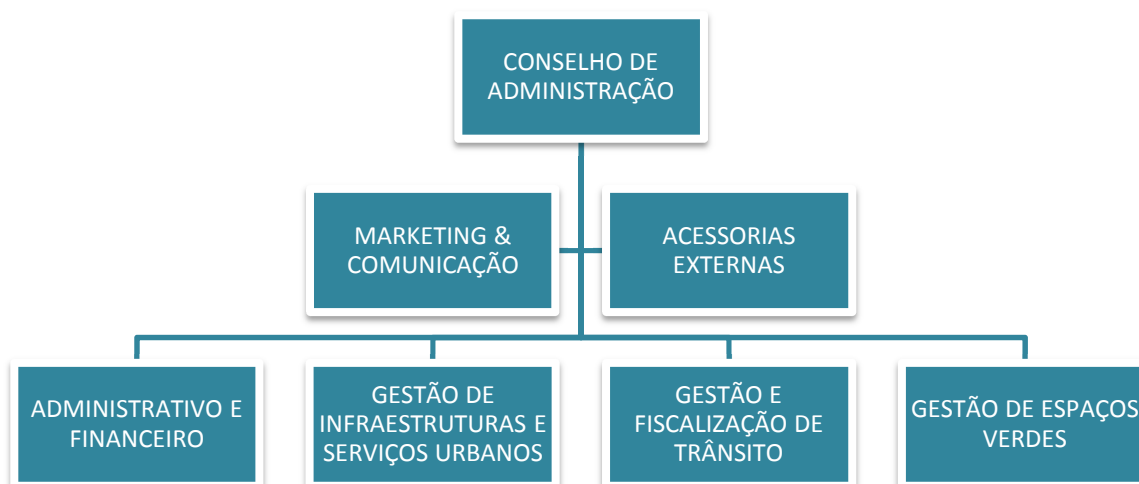 CONSELHO DE
ADMINISTRAÇÃO
MARKETING &
COMUNICAÇÃO
ACESSORIAS
EXTERNAS
ADMINISTRATIVO E
FINANCEIRO
GESTÃO DE
INFRAESTRUTURAS E
SERVIÇOS URBANOS
GESTÃO E
FISCALIZAÇÃO DE
TRÂNSITO
GESTÃO DE ESPAÇOS
VERDES